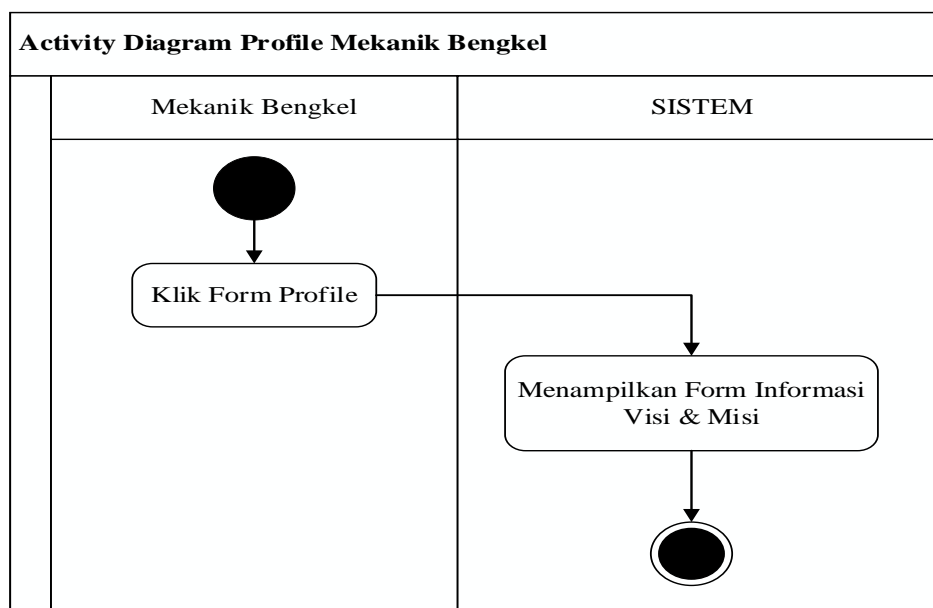 Activity Diagram Profile Mekanik Bengkel
Mekanik Bengkel
SISTEM
Klik Form Profile
Menampilkan Form Informasi
Visi & Misi